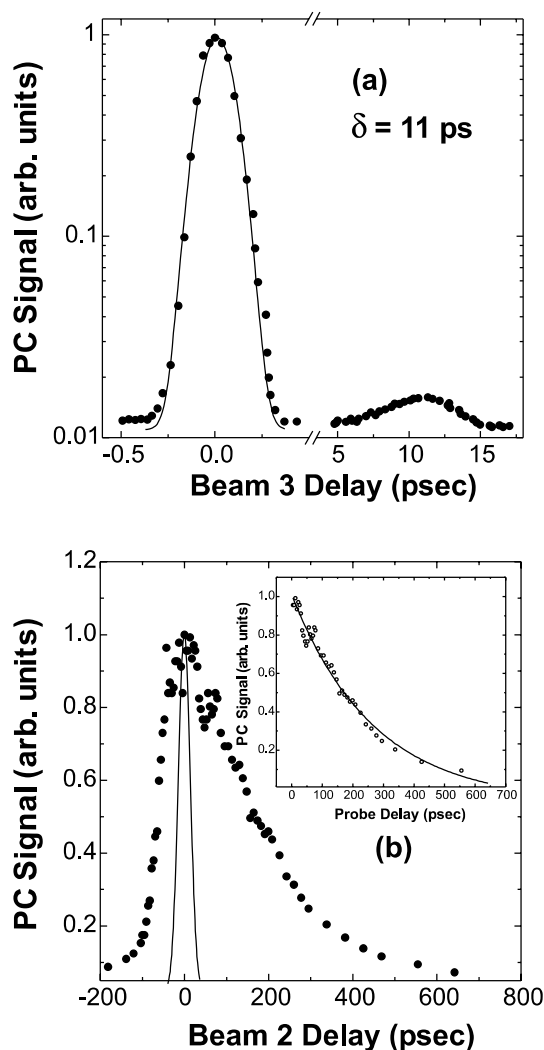 1
(a)
δ = 11 ps
0.1
0.01
PC Signal (arb. units)
-0.5 0.0 5 10 15
Beam 3 Delay (psec)
1.2
1.0
0.8
0.6
0.4
0.2
PC Signal (arb. units)
1.0
0.8
0.6
0.4
0.2
PC Signal (arb. units)
0 100 200 300 400 500 600 700
Probe Delay (psec)
(b)
-200 0 200 400 600 800
Beam 2 Delay (psec)